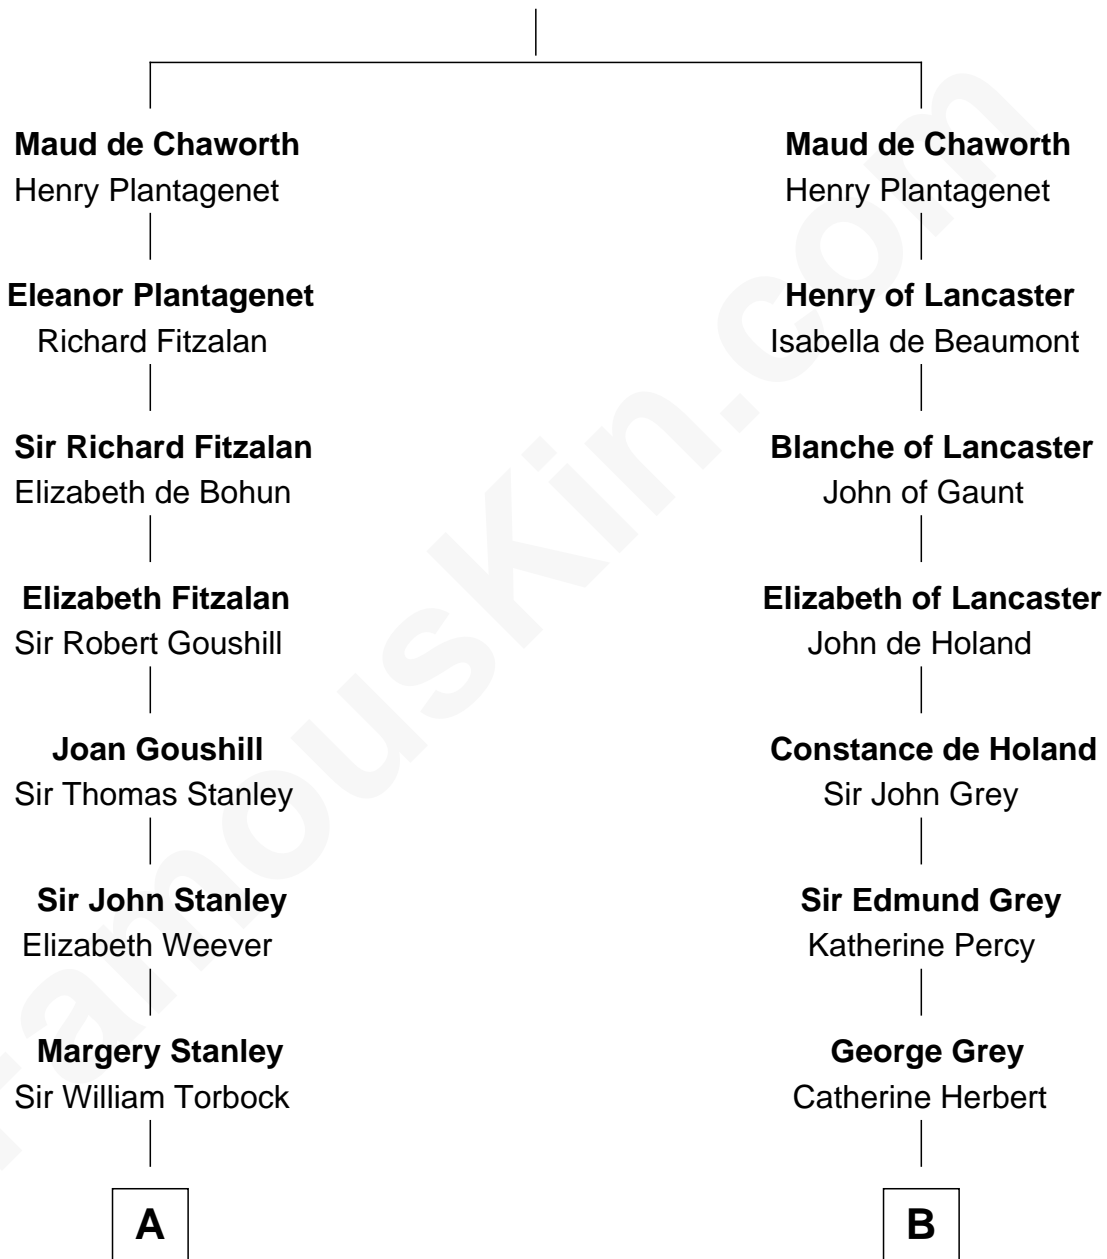 Maud de Chaworth
Henry Plantagenet
Eleanor Plantagenet
Richard Fitzalan
Sir Richard Fitzalan
Elizabeth de Bohun
Elizabeth Fitzalan
Sir Robert Goushill
Joan Goushill
Sir Thomas Stanley
Sir John Stanley
Elizabeth Weever
Margery Stanley
Sir William Torbock
A
Maud de Chaworth
Henry Plantagenet
Henry of Lancaster
Isabella de Beaumont
Blanche of Lancaster
John of Gaunt
Elizabeth of Lancaster
John de Holand
Constance de Holand
Sir John Grey
Sir Edmund Grey
Katherine Percy
George Grey
Catherine Herbert
B
FamousKin.com